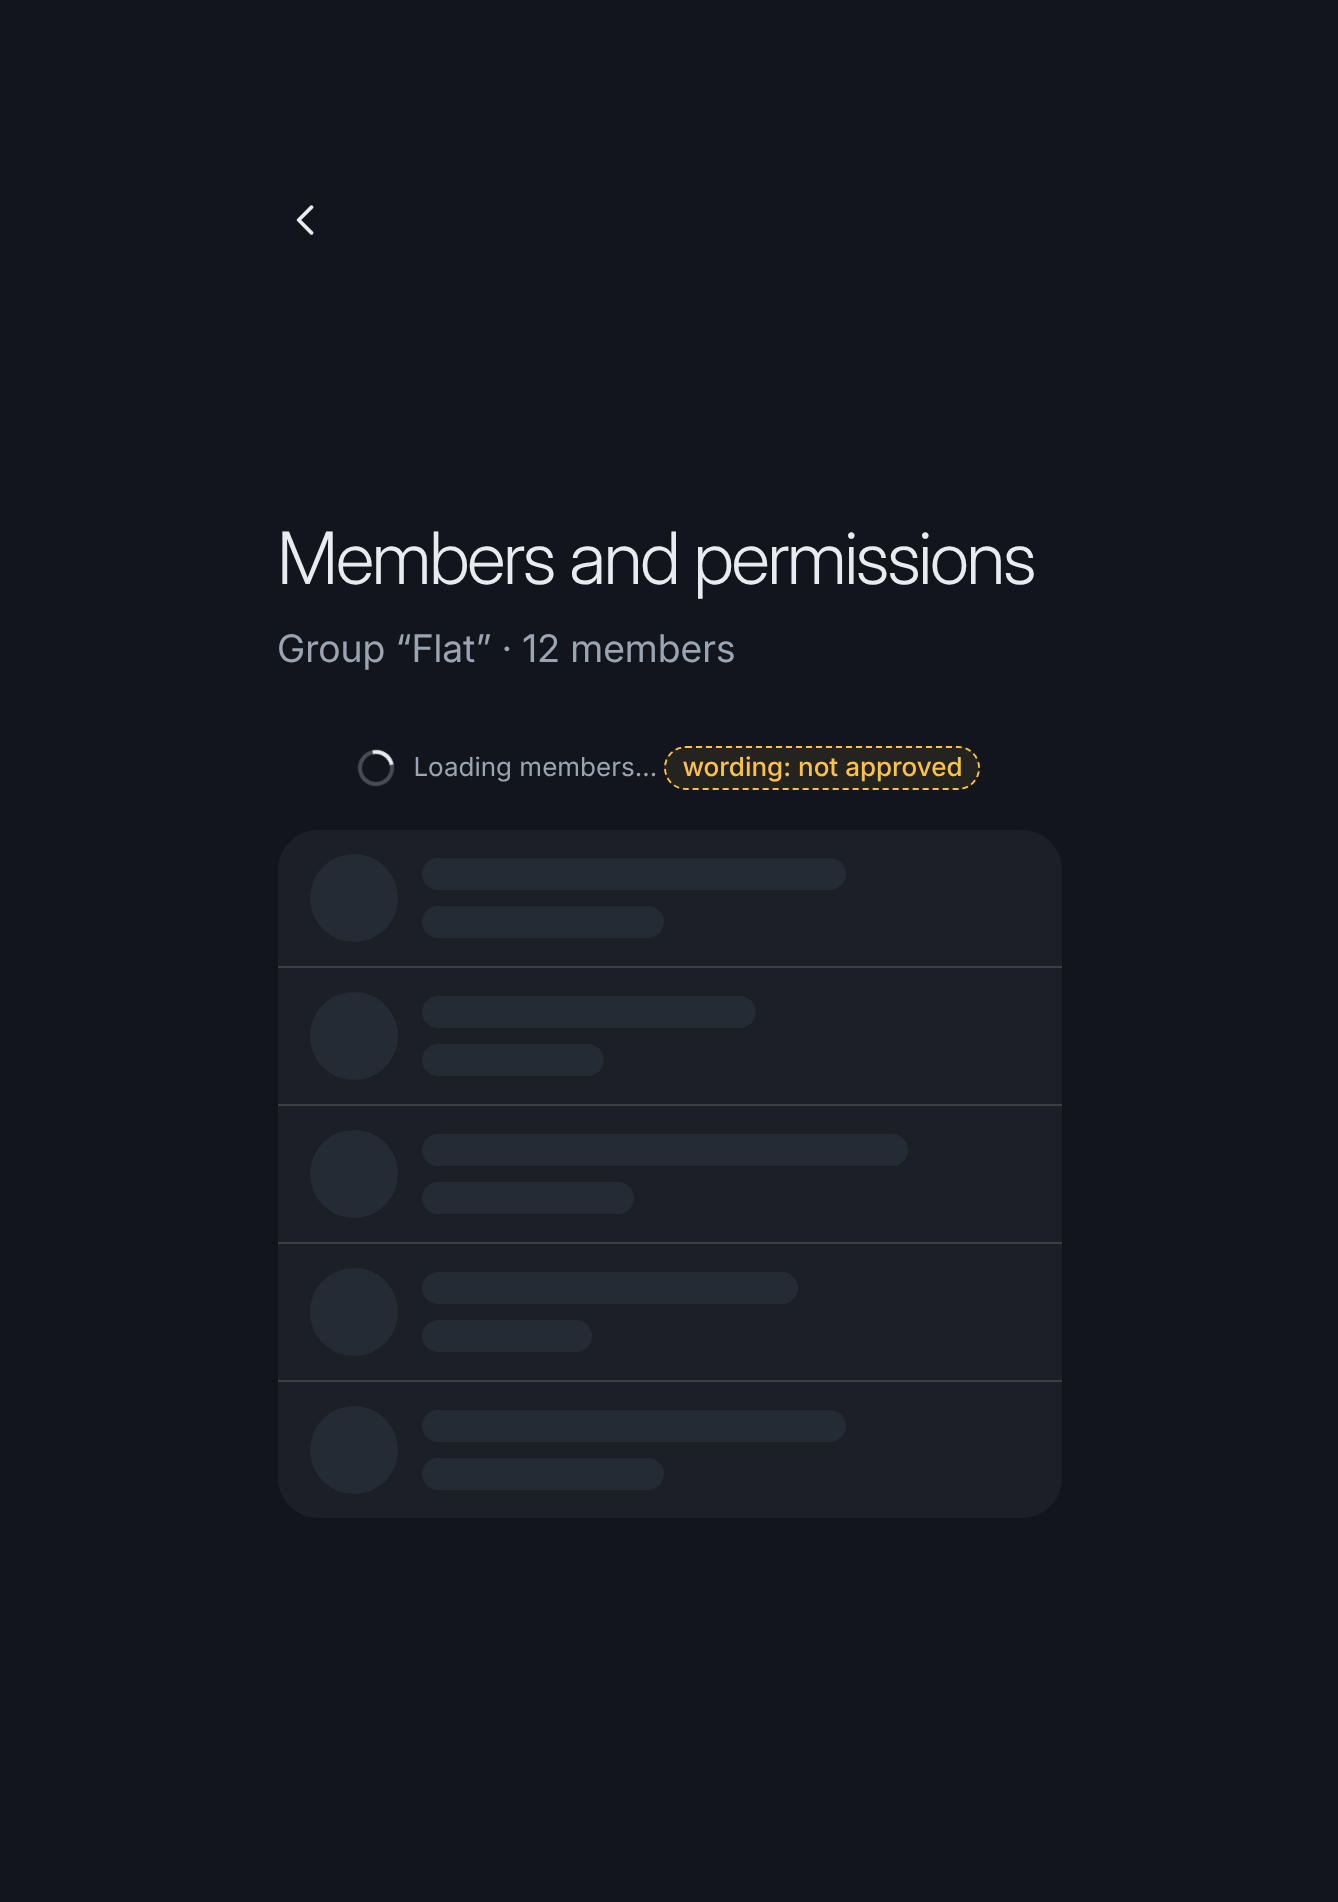 Members and permissions
Group “Flat” · 12 members
Loading members... wording: not approved